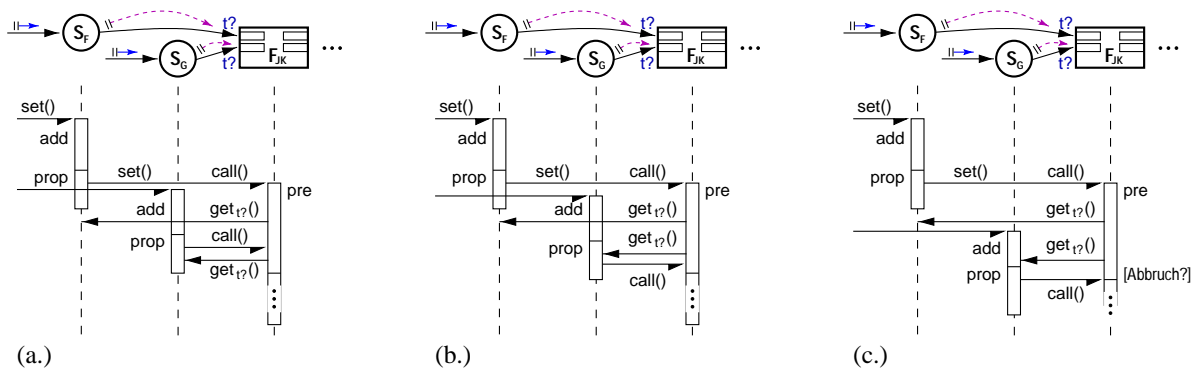 t?
S_F
F_JK
...
S_G
t?
set()
add
prop
set()
call()
pre
get_t?()
add
call()
prop
get_t?()
(a.)
t?
S_F
F_JK
...
S_G
t?
set()
add
prop
set()
call()
pre
add
get_t?()
prop
get_t?()
call()
(b.)
t?
S_F
F_JK
...
S_G
t?
set()
add
prop
set()
call()
pre
get_t?()
add
get_t?()
prop
call()
[Abbruch?]
(c.)